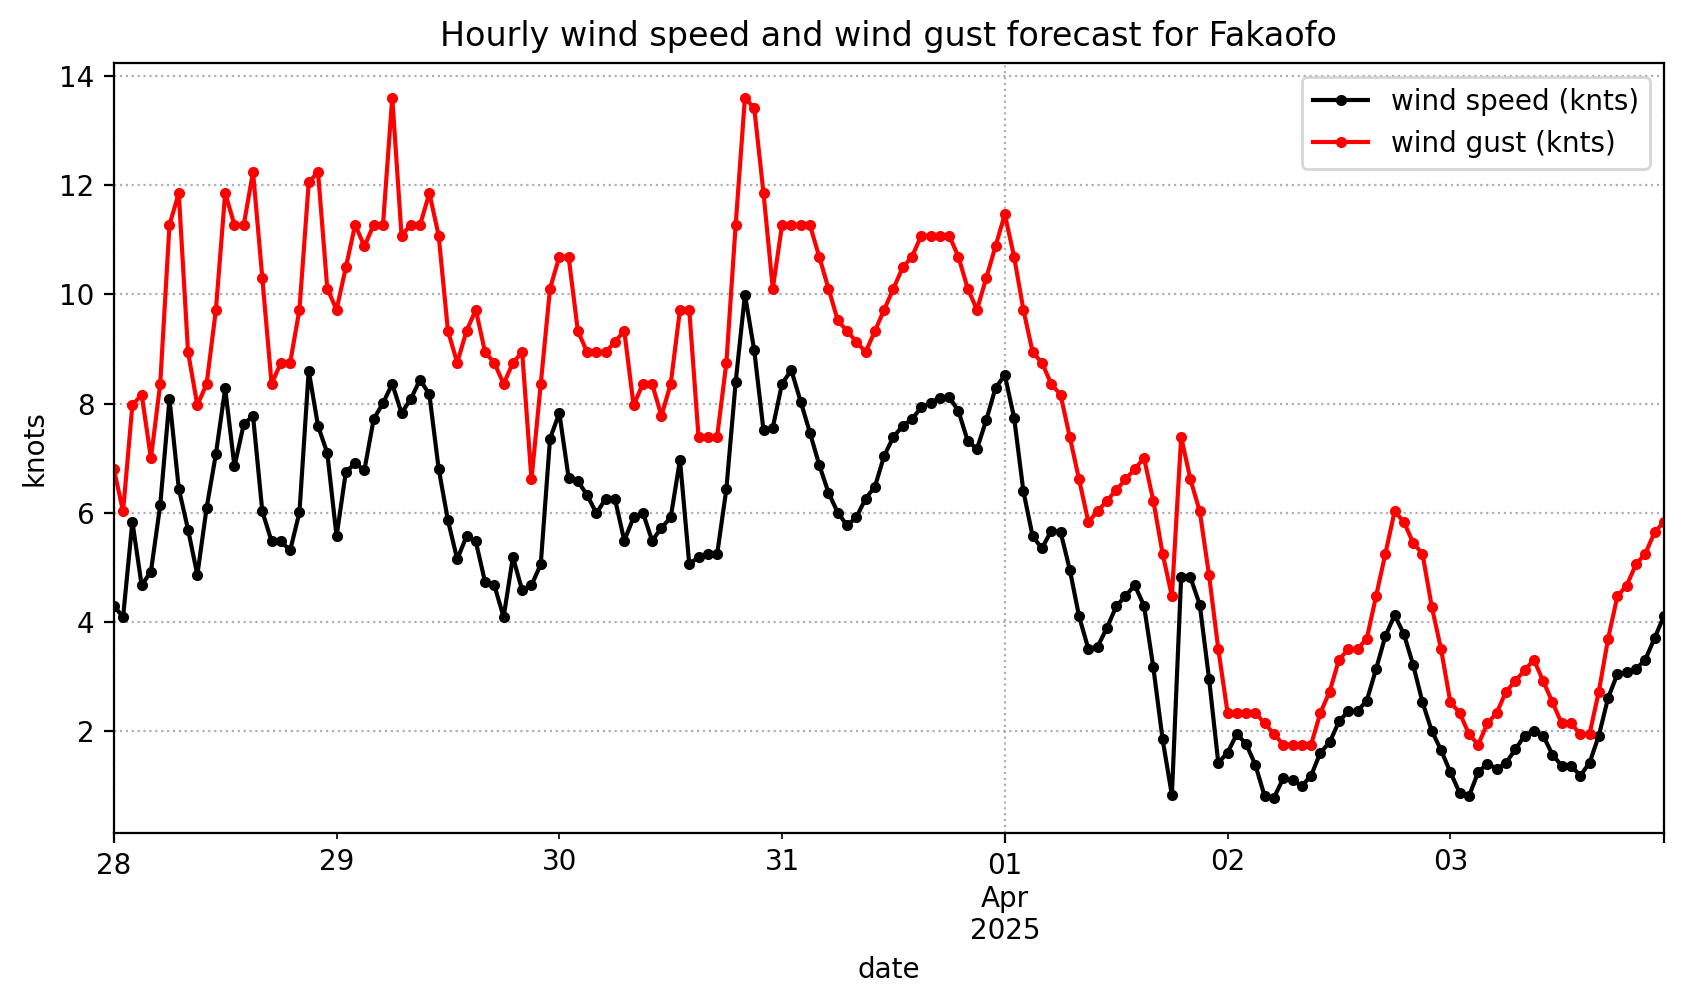 Hourly wind speed and wind gust forecast for Fakaofo
14
12
10
8
6
4
2
knots
wind speed (knts)
wind gust (knts)
28
29
30
31
01
02
03
Apr
2025
date